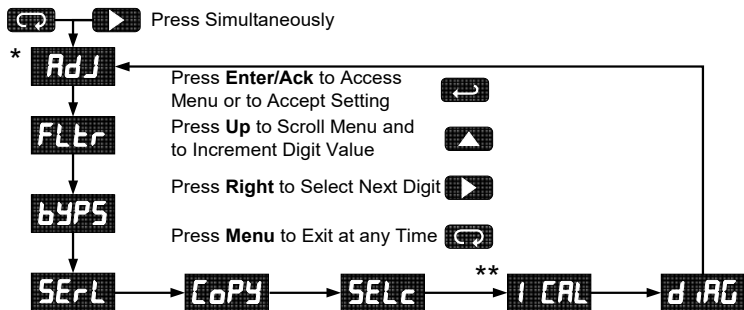 Press Simultaneously
*
AdJ
Press Enter/Ack to Access
Menu or to Accept Setting
FLtr
Press Up to Scroll Menu and
to Increment Digit Value
Press Right to Select Next Digit
bYPS
Press Menu to Exit at any Time
SErL
CoPY
SELc
**
I CAL
d iAG